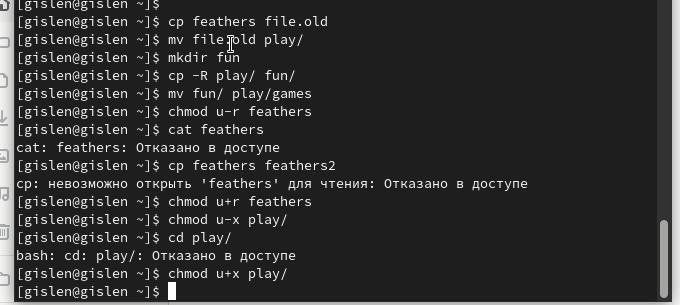 [gislen@gislen ~]$
[gislen@gislen ~]$ cp feathers file.old
[gislen@gislen ~]$ mv file.old play/
[gislen@gislen ~]$ mkdir fun
[gislen@gislen ~]$ cp -R play/ fun/
[gislen@gislen ~]$ mv fun/ play/games
[gislen@gislen ~]$ chmod u-r feathers
[gislen@gislen ~]$ cat feathers
cat: feathers: Отказано в доступе
[gislen@gislen ~]$ cp feathers feathers2
cp: невозможно открыть 'feathers' для чтения: Отказано в доступе
[gislen@gislen ~]$ chmod u+r feathers
[gislen@gislen ~]$ chmod u-x play/
[gislen@gislen ~]$ cd play/
bash: cd: play/: Отказано в доступе
[gislen@gislen ~]$ chmod u+x play/
[gislen@gislen ~]$